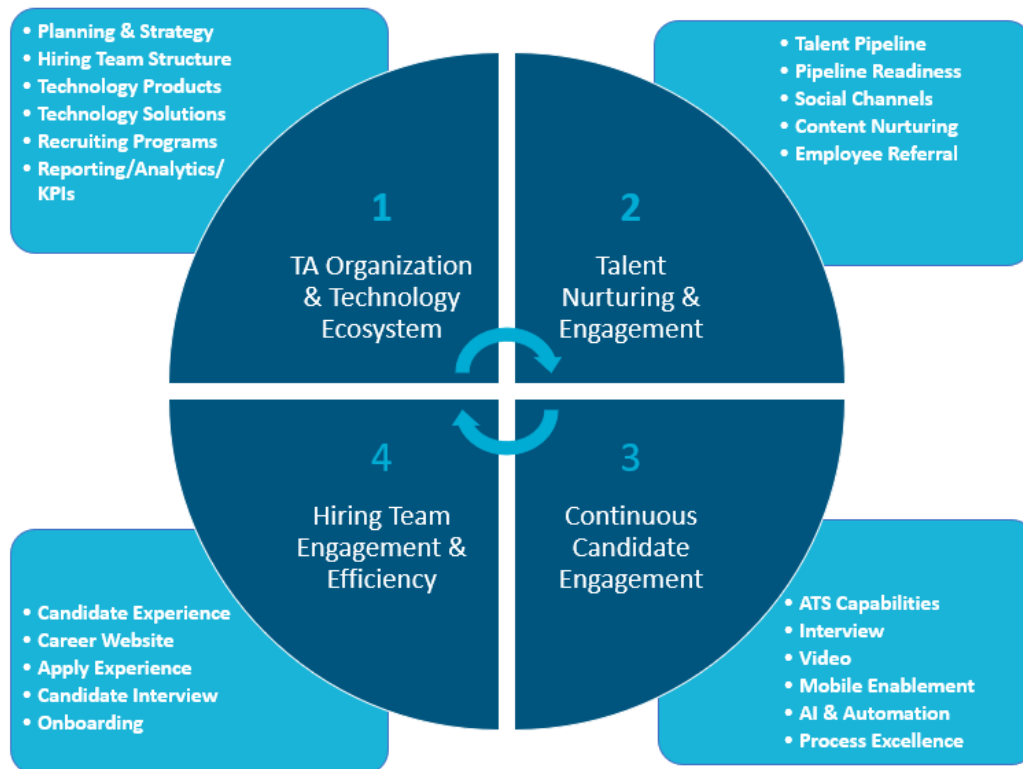 • Planning & Strategy
• Hiring Team Structure
• Technology Products
• Technology Solutions
• Recruiting Programs
• Reporting/Analytics/
KPIs
• Talent Pipeline
• Pipeline Readiness
• Social Channels
• Content Nurturing
• Employee Referral
1
TA Organization
& Technology
Ecosystem
2
Talent
Nurturing &
Engagement
4
Hiring Team
Engagement &
Efficiency
3
Continuous
Candidate
Engagement
• Candidate Experience
• Career Website
• Apply Experience
• Candidate Interview
• Onboarding
• ATS Capabilities
• Interview
• Video
• Mobile Enablement
• AI & Automation
• Process Excellence